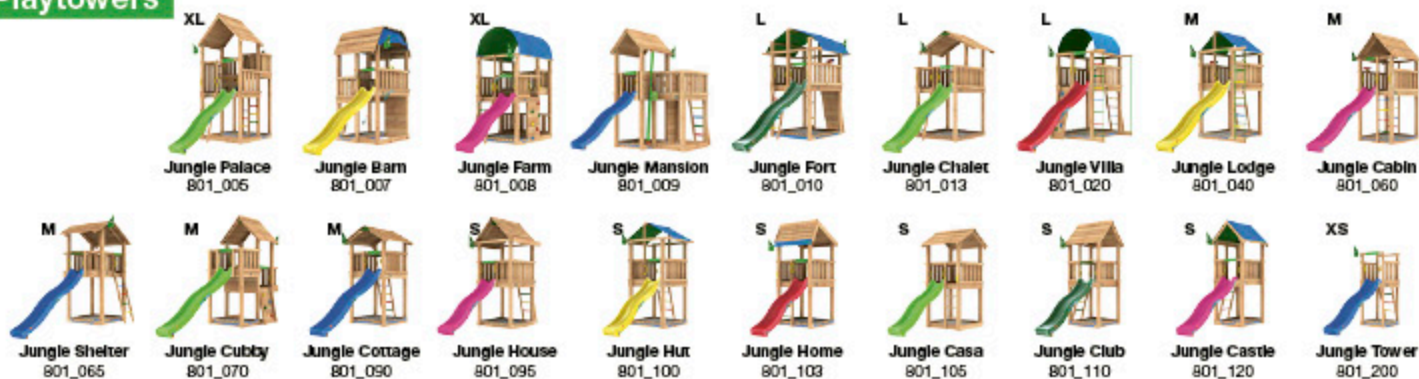 Playtowers
XL XL L L L M M
Jungle Palace Jungle Barn Jungle Farm Jungle Mansion Jungle Fort Jungle Chalet Jungle Villa Jungle Lodge Jungle Cabin
801_005 801_007 801_008 801_009 801_010 801_013 801_020 801_040 801_060
M M M S S S S S S XS
Jungle Shelter Jungle Cubby Jungle Cottage Jungle House Jungle Hut Jungle Home Jungle Casa Jungle Club Jungle Castle Jungle Tower
801_065 801_070 801_090 801_095 801_100 801_103 801_105 801_110 801_120 801_200